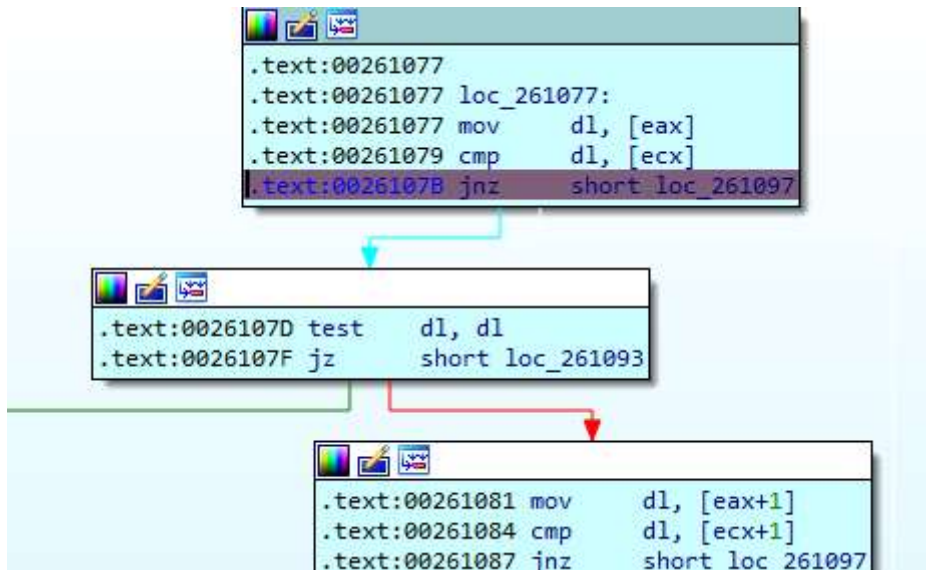 .text:00261077
.text:00261077 loc_261077:
.text:00261077 mov dl, [eax]
.text:00261079 cmp dl, [ecx]
.text:0026107B jnz short loc_261097
.text:0026107D test dl, dl
.text:0026107F jz short loc_261093
.text:00261081 mov dl, [eax+1]
.text:00261084 cmp dl, [ecx+1]
.text:00261087 jnz short loc_261097